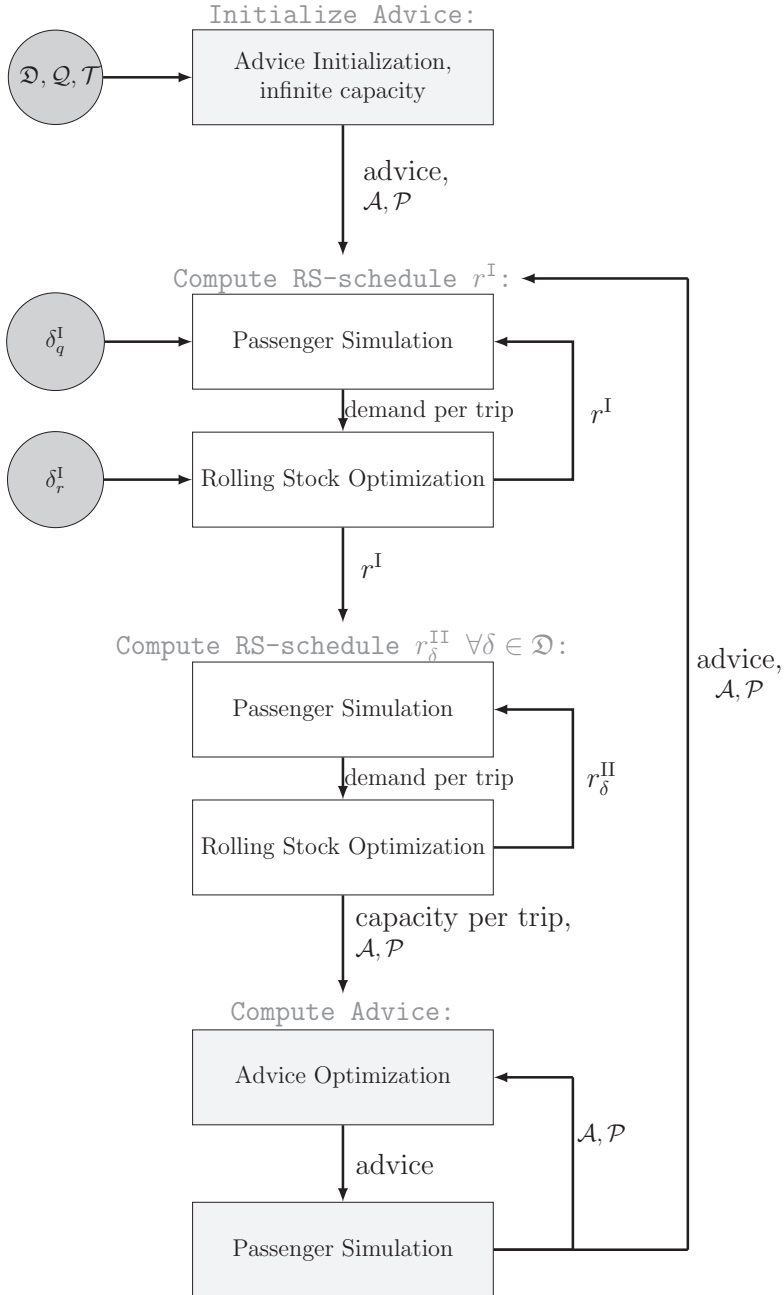 Initialize Advice:
𝔇, 𝒬, 𝒯
Advice Initialization,
infinite capacity
advice,
𝒜, 𝒫
Compute RS-schedule r^I:
δ_q^I
Passenger Simulation
demand per trip
r^I
δ_r^I
Rolling Stock Optimization
r^I
Compute RS-schedule r_δ^II ∀δ ∈ 𝔇:
advice,
𝒜, 𝒫
Passenger Simulation
demand per trip
r_δ^II
Rolling Stock Optimization
capacity per trip,
𝒜, 𝒫
Compute Advice:
Advice Optimization
𝒜, 𝒫
advice
Passenger Simulation